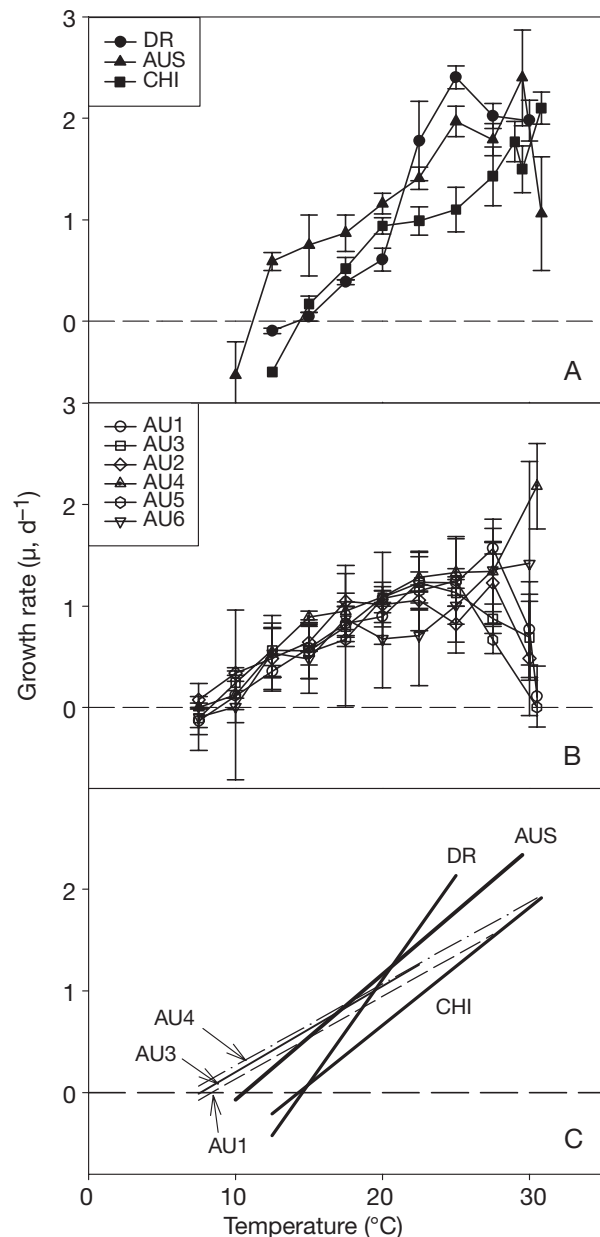 3
DR
AUS
CHI
2
1
0
A
3
AU1
AU3
AU2
AU4
AU5
AU6
2
1
0
B
Growth rate (μ, d⁻¹)
AUS
DR
2
CHI
1
AU4
AU3
0
AU1
C
0 10 20 30
Temperature (°C)